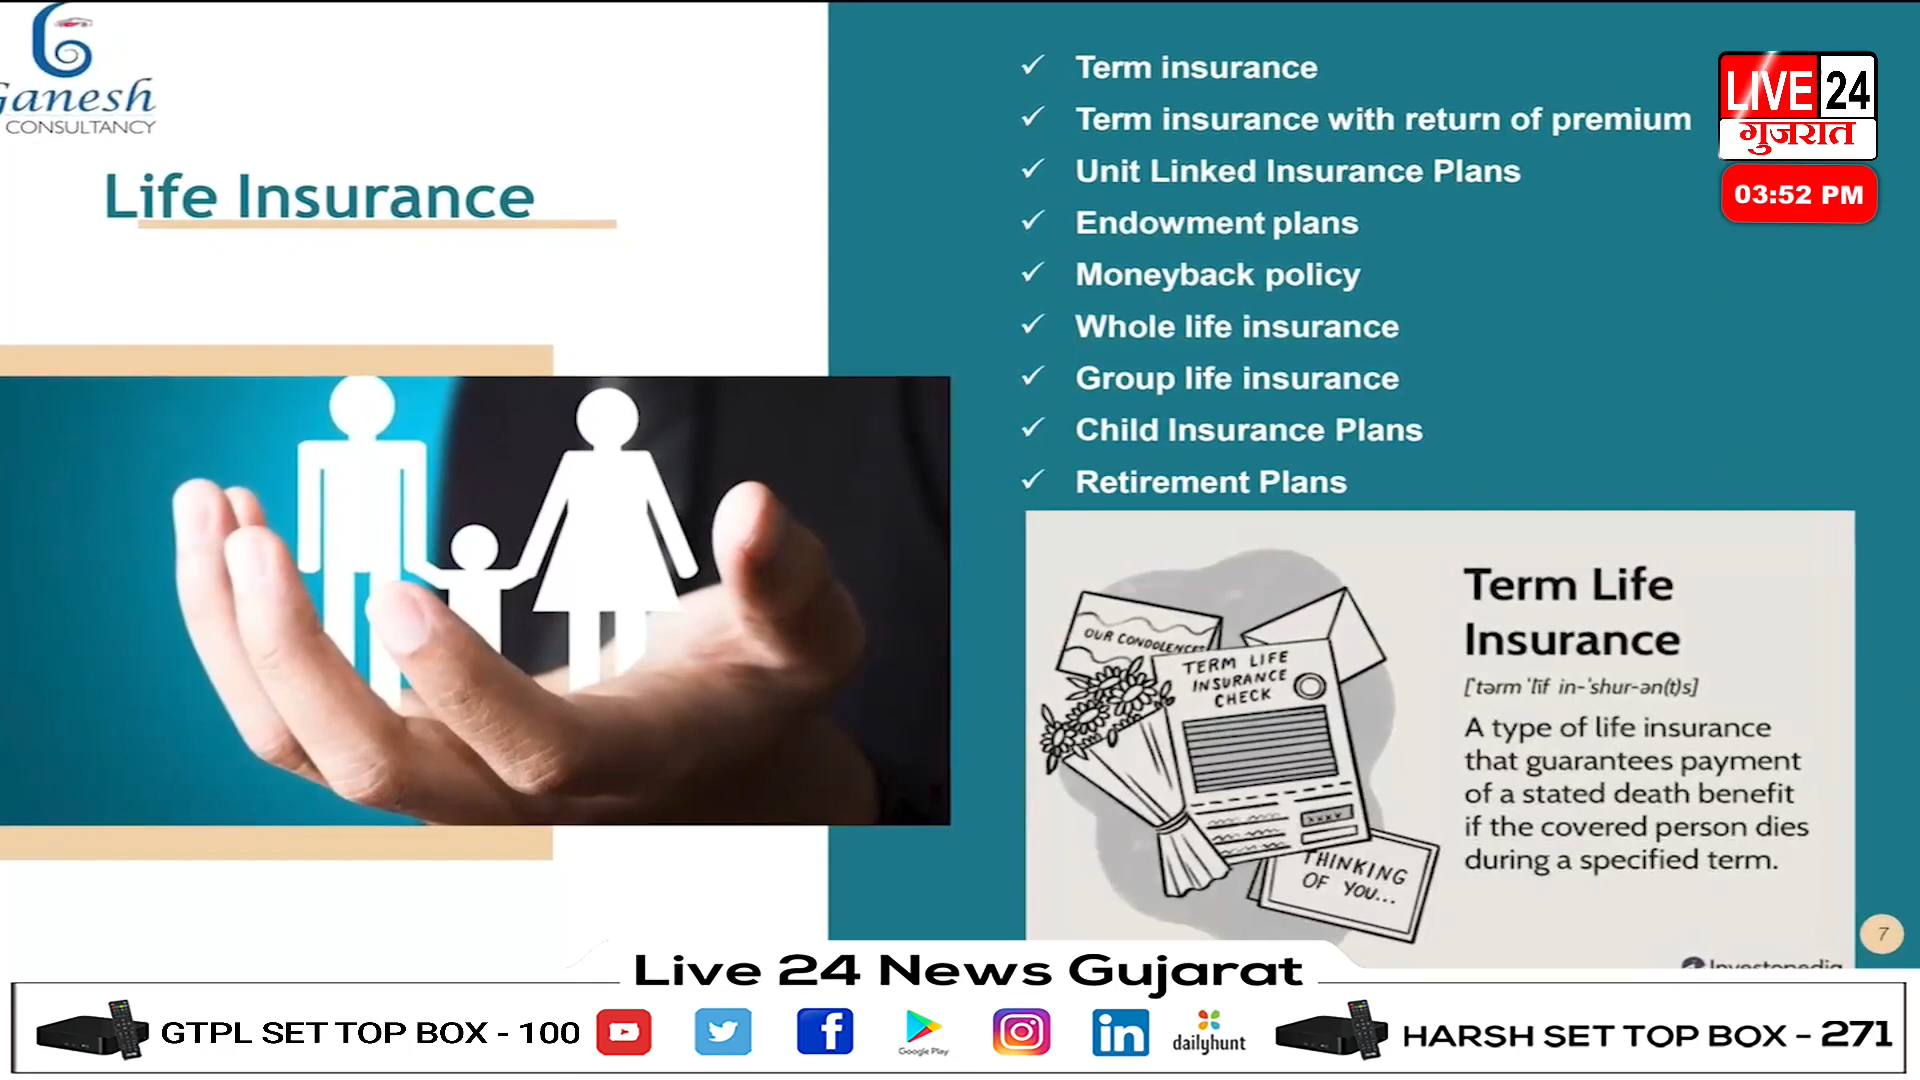 Ganesh
CONSULTANCY
Life Insurance
Term insurance
Term insurance with return of premium
Unit Linked Insurance Plans
Endowment plans
Moneyback policy
Whole life insurance
Group life insurance
Child Insurance Plans
Retirement Plans
LIVE 24
गुजरात
03:52 PM
OUR CONDOLENCES
TERM LIFE
INSURANCE
CHECK
XXXX
THINKING
OF YOU...
Term Life
Insurance
['tərm 'līf in-'shur-ən(t)s]
A type of life insurance
that guarantees payment
of a stated death benefit
if the covered person dies
during a specified term.
Investopedia
7
Live 24 News Gujarat
GTPL SET TOP BOX - 100
Google Play
dailyhunt
HARSH SET TOP BOX - 271